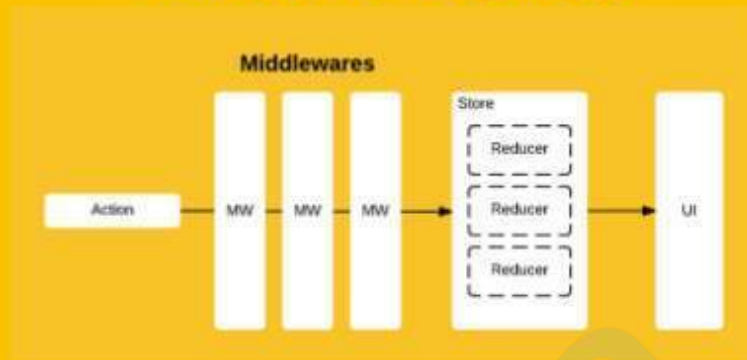 Middlewares
Store
Reducer
Action
MW
MW
MW
Reducer
UI
Reducer